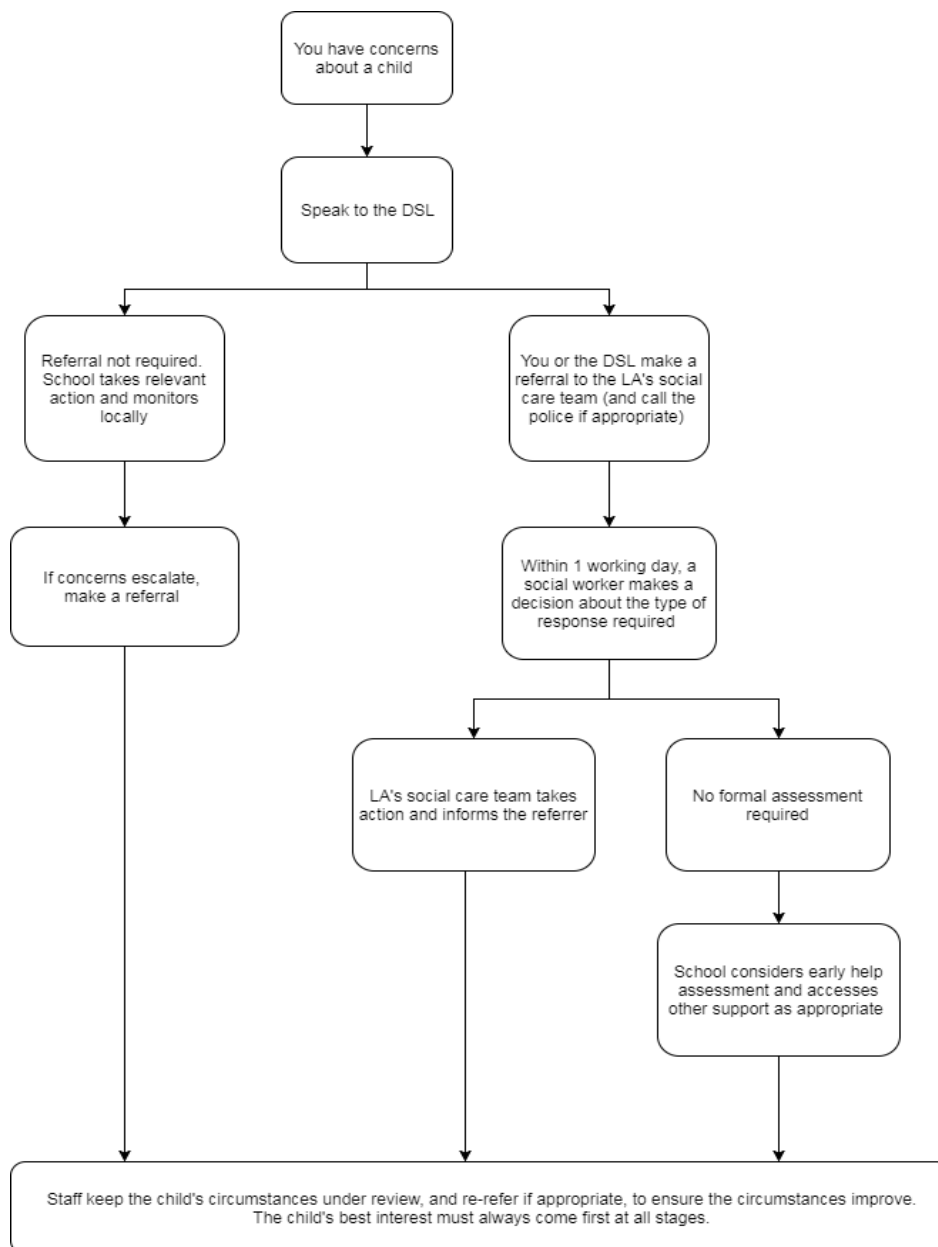 You have concerns
about a child
Speak to the DSL
Referral not required.
School takes relevant
action and monitors
locally
You or the DSL make a
referral to the LA's social
care team (and call the
police if appropriate)
If concerns escalate,
make a referral
Within 1 working day, a
social worker makes a
decision about the type of
response required
LA's social care team takes
action and informs the referrer
No formal assessment
required
School considers early help
assessment and accesses
other support as appropriate
Staff keep the child's circumstances under review, and re-refer if appropriate, to ensure the circumstances improve.
The child's best interest must always come first at all stages.